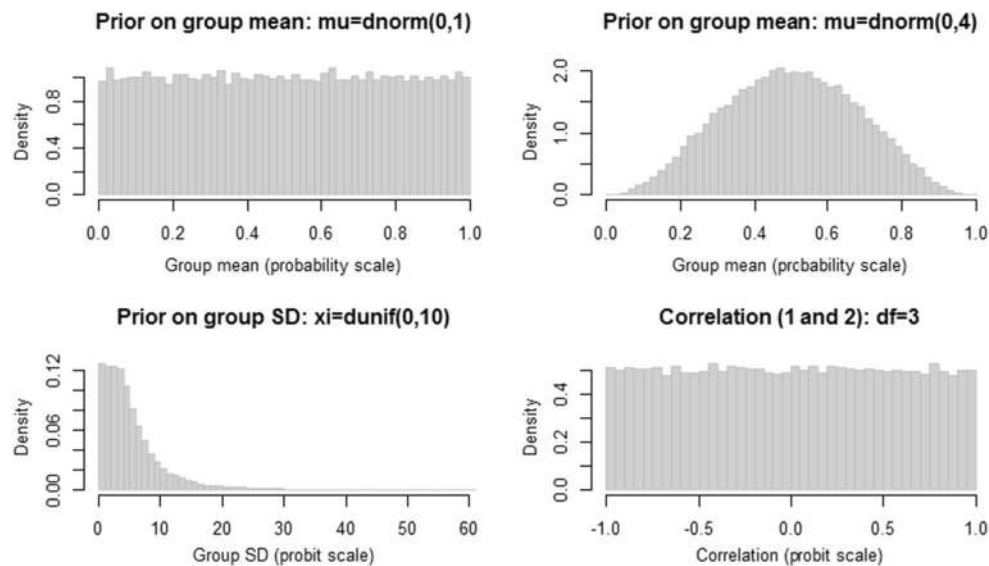 Prior on group mean: mu=dnorm(0,1)
Density
0.0 0.4 0.8
0.0 0.2 0.4 0.6 0.8 1.0
Group mean (probability scale)
Prior on group mean: mu=dnorm(0,4)
Density
0.0 1.0 2.0
0.0 0.2 0.4 0.6 0.8 1.0
Group mean (prcbability scale)
Prior on group SD: xi=dunif(0,10)
Density
0.00 0.06 0.12
0 10 20 30 40 50 60
Group SD (probit scale)
Correlation (1 and 2): df=3
Density
0.0 0.2 0.4
-1.0 -0.5 0.0 0.5 1.0
Correlation (probit scale)